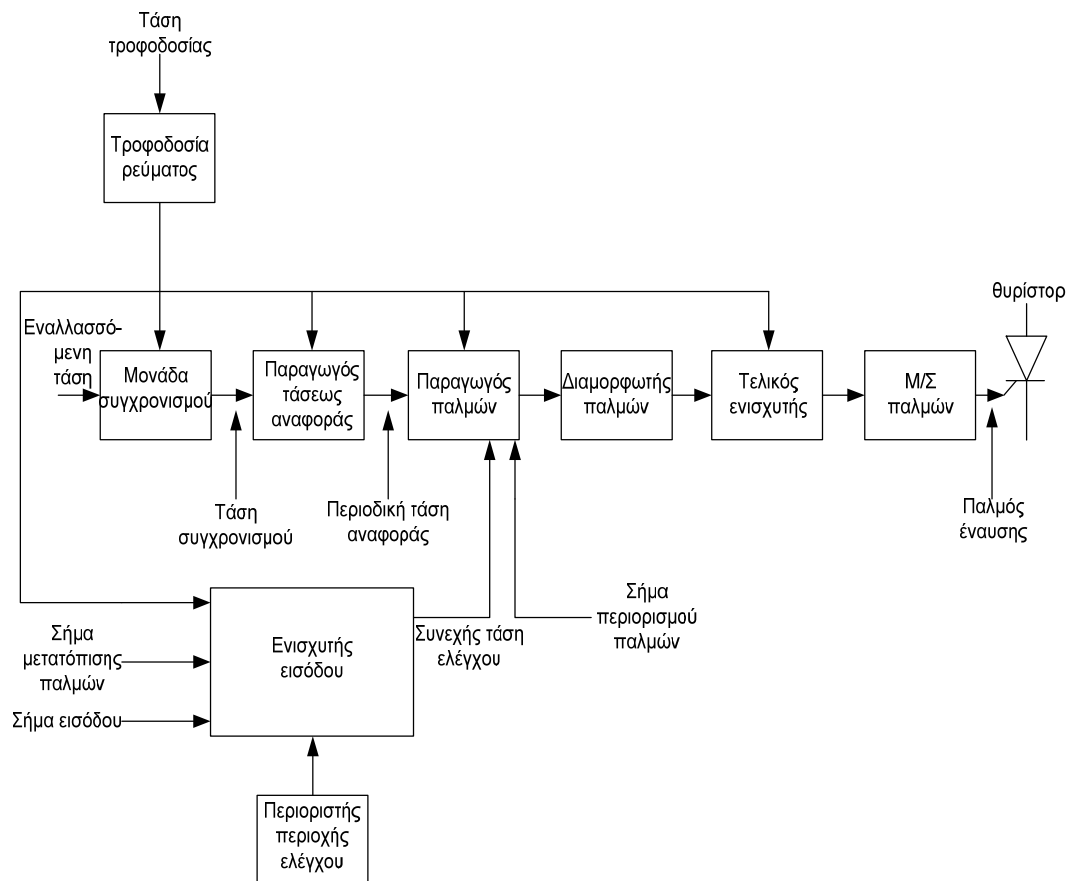 Τάση
τροφοδοσίας
Τροφοδοσία
ρεύματος
θυρίστορ
Εναλλασσό-
μενη
τάση
Μονάδα
συγχρονισμού
Παραγωγός
τάσεως
αναφοράς
Παραγωγός
παλμών
Διαμορφωτής
παλμών
Τελικός
ενισχυτής
Μ/Σ
παλμών
Τάση
συγχρονισμού
Περιοδική τάση
αναφοράς
Παλμός
έναυσης
Σήμα
μετατόπισης
παλμών
Σήμα εισόδου
Ενισχυτής
εισόδου
Συνεχής τάση
ελέγχου
Σήμα
περιορισμού
παλμών
Περιοριστής
περιοχής
ελέγχου